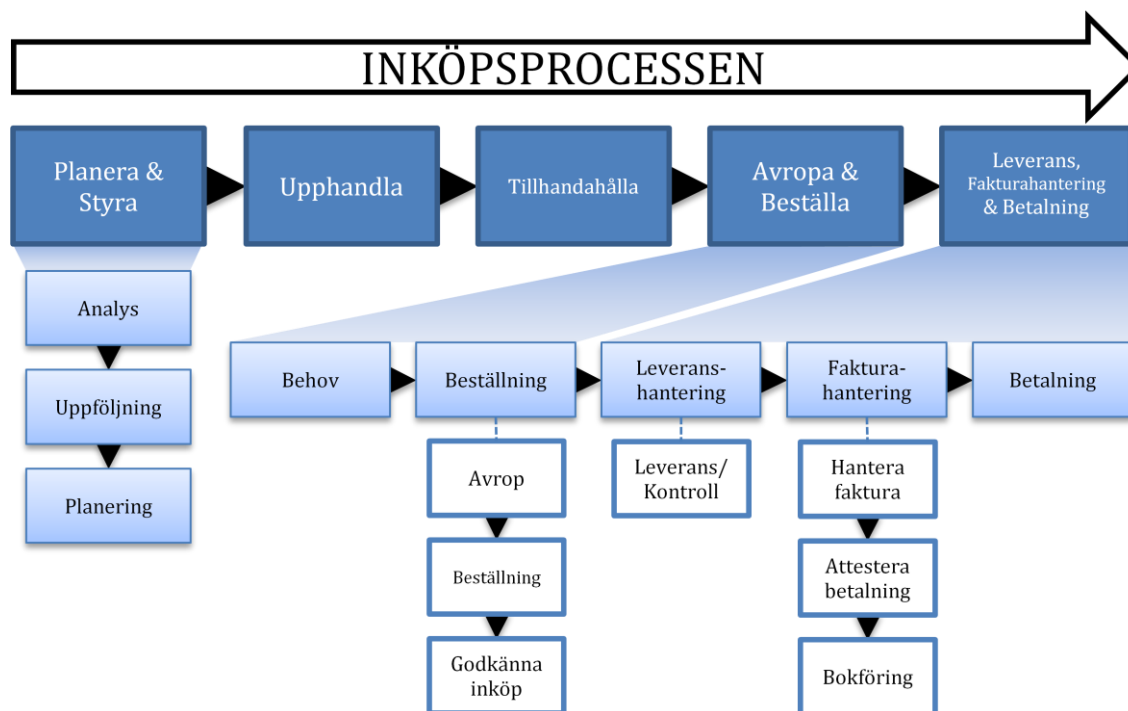 INKÖPSPROCESSEN
Planera &
Styra
Upphandla
Tillhandahålla
Avropa &
Beställa
Leverans,
Fakturahantering
& Betalning
Analys
Uppföljning
Planering
Behov
Beställning
Leverans-
hantering
Faktura-
hantering
Betalning
Avrop
Beställning
Godkänna
inköp
Leverans/
Kontroll
Hantera
faktura
Attestera
betalning
Bokföring